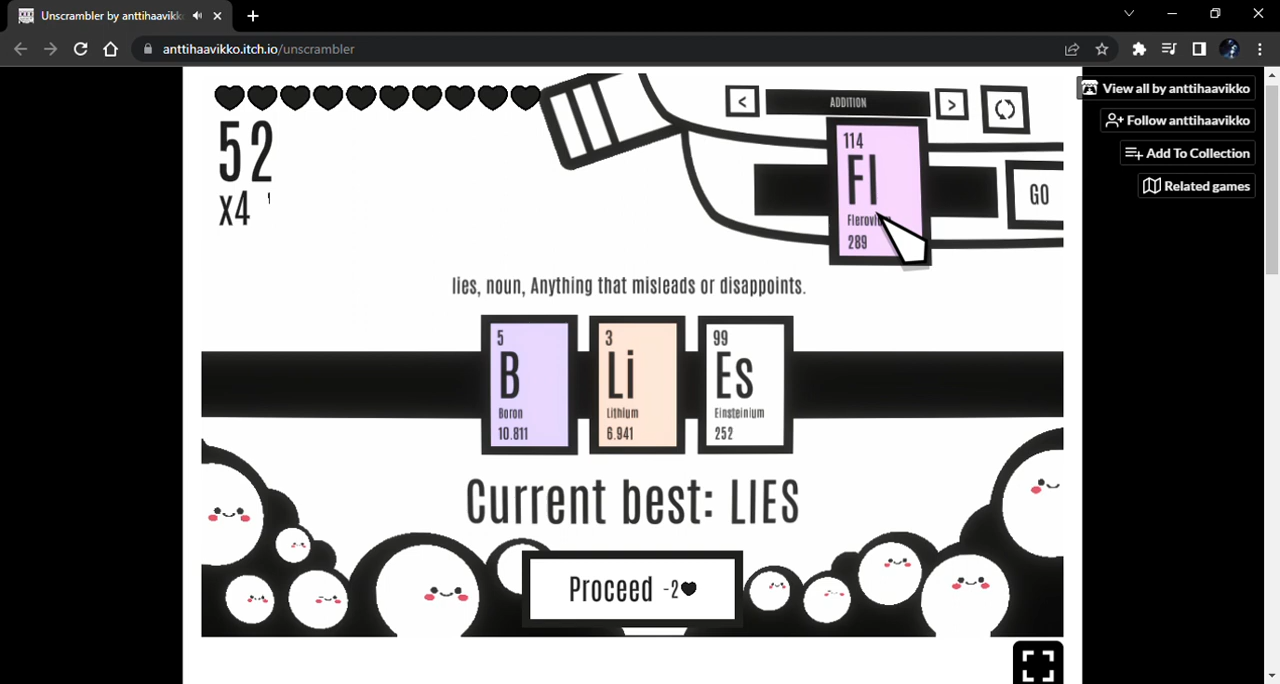 Unscrambler by anttihaavikk
anttihaavikko.itch.io/unscrambler
View all by anttihaavikko
Follow anttihaavikko
Add To Collection
Related games
52
x4
<
ADDITION
>
114
Fl
289
GO
lies, noun, Anything that misleads or disappoints.
5
B
Boron
10.811
3
Li
Lithium
6.941
99
Es
Einsteinium
252
Current best: LIES
Proceed -2